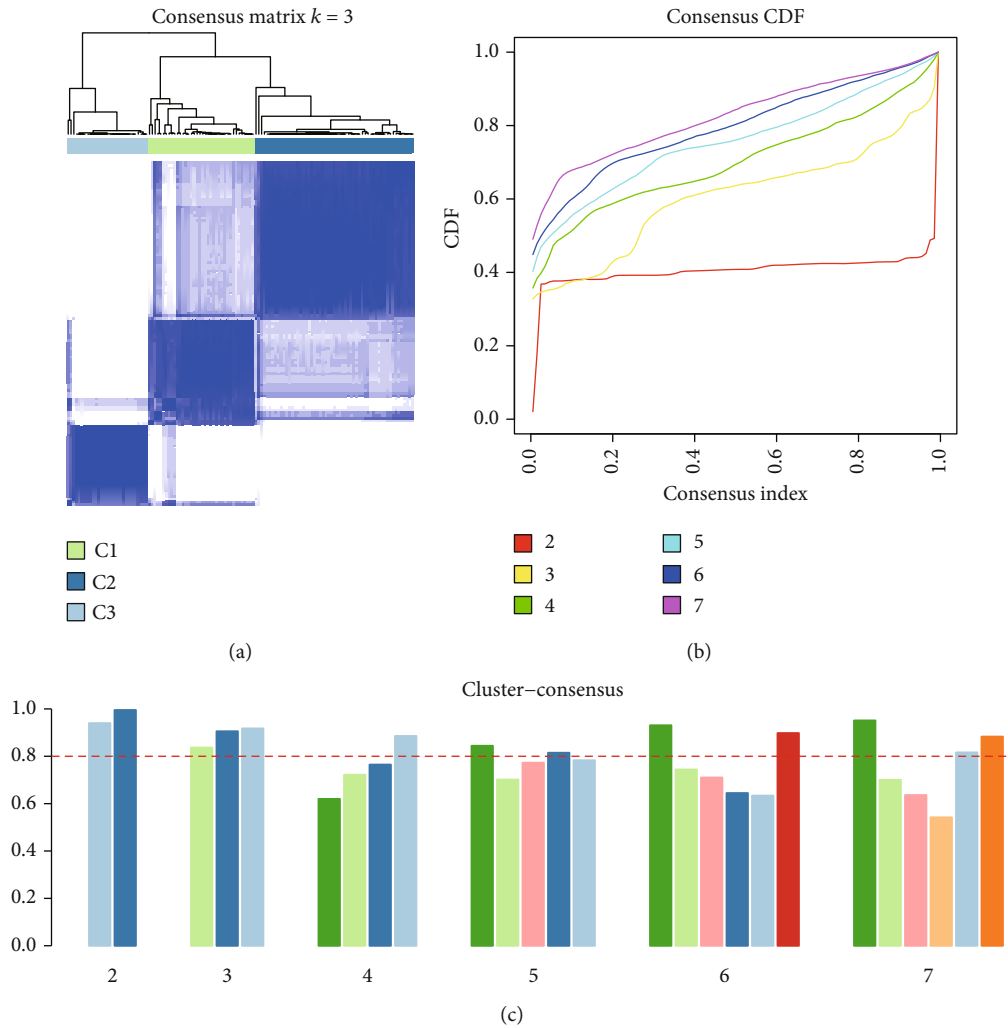 Consensus matrix k = 3
C1
C2
C3
(a)
Consensus CDF
CDF
1.0
0.8
0.6
0.4
0.2
0.0
0.0 0.2 0.4 0.6 0.8 1.0
Consensus index
2 5
3 6
4 7
(b)
Cluster−consensus
1.0
0.8
0.6
0.4
0.2
0.0
2 3 4 5 6 7
(c)